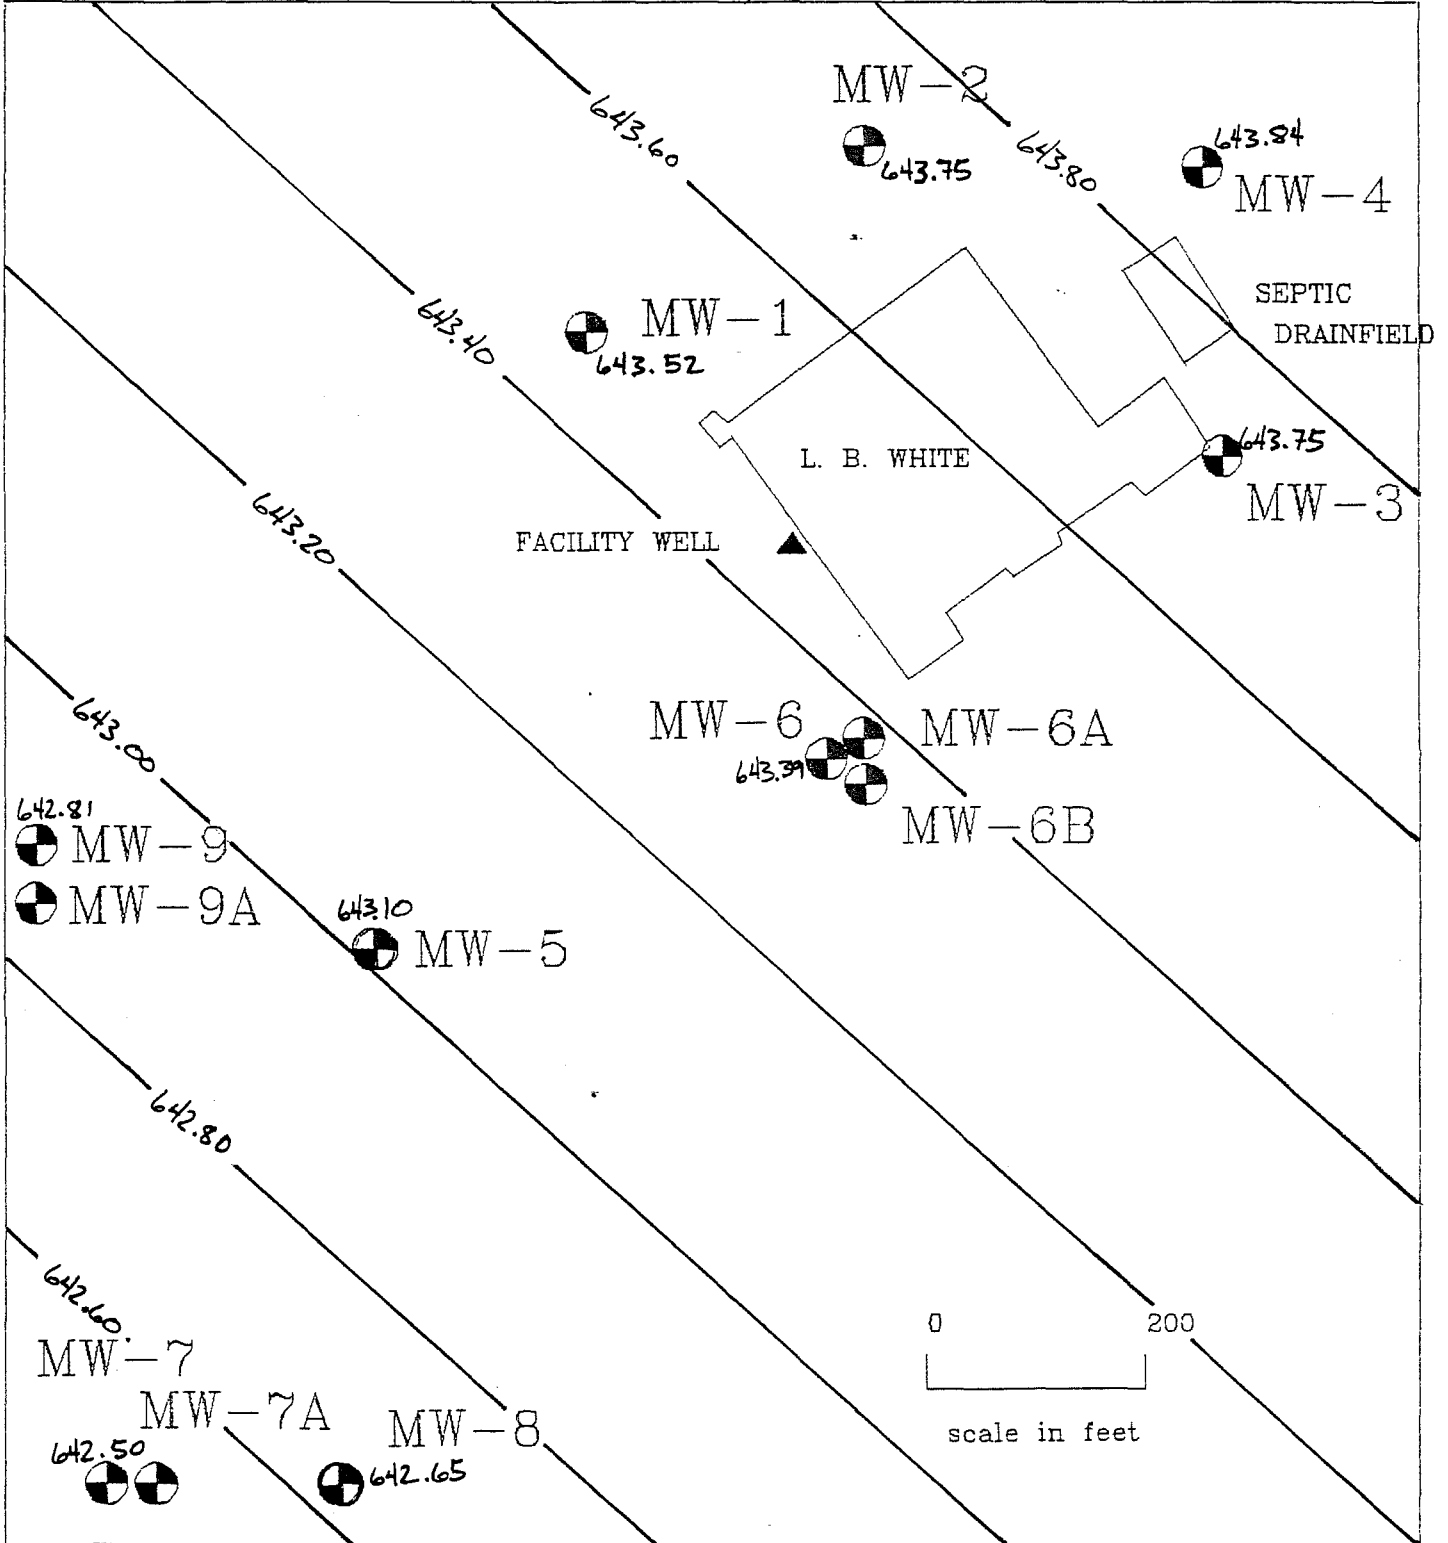 MW-2
643.60
643.75
643.80
643.84
MW-4
643.40
MW-1
643.52
SEPTIC
DRAINFIELD
L. B. WHITE
643.75
MW-3
643.20
FACILITY WELL
643.00
MW-6
643.39
MW-6A
MW-6B
642.81
MW-9
MW-9A
643.10
MW-5
642.80
642.60
MW-7
MW-7A
642.50
MW-8
642.65
0 200
scale in feet